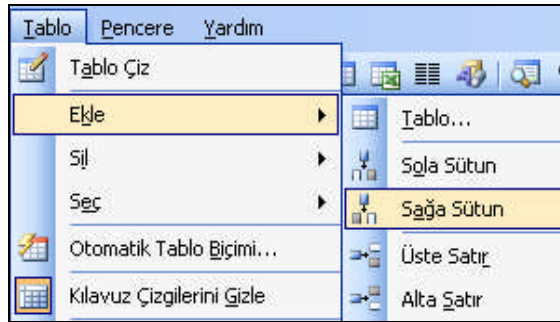 Tablo Pencere Yardım
Tablo Çiz
Ekle
Sil
Seç
Otomatik Tablo Biçimi...
Kılavuz Çizgilerini Gizle
Tablo...
Sola Sütun
Sağa Sütun
Üste Satır
Alta Satır